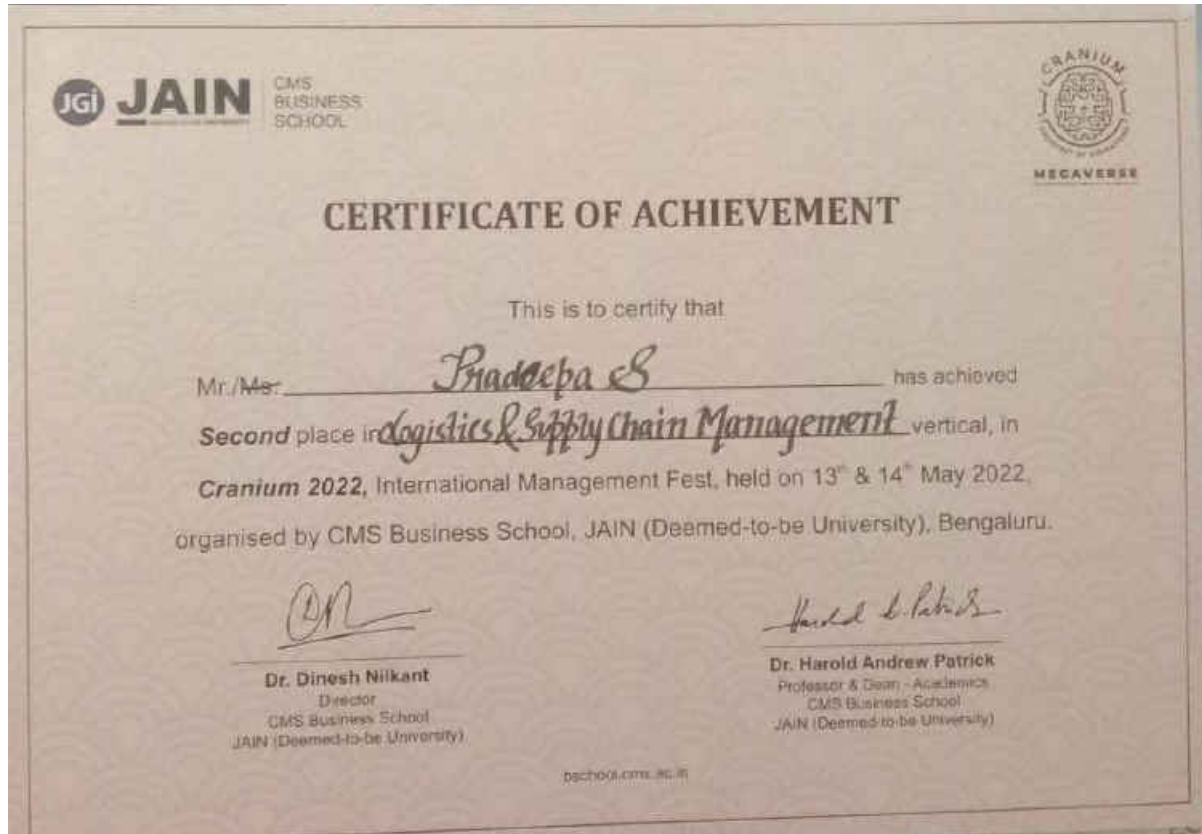 JGi JAIN
CMS
BUSINESS
SCHOOL
CRANIUM
MEGAVERSE
CERTIFICATE OF ACHIEVEMENT
This is to certify that
Mr./Ms. Pradeepa S has achieved
Second place in Logistics & Supply Chain Management vertical, in
Cranium 2022, International Management Fest, held on 13th & 14th May 2022,
organised by CMS Business School, JAIN (Deemed-to-be University), Bengaluru.
Harold A. Patrick
Dr. Dinesh Nilkant
Director
CMS Business School
JAIN (Deemed-to-be University)
Dr. Harold Andrew Patrick
Professor & Dean - Academics
CMS Business School
JAIN (Deemed-to-be University)
bschool.cms.ac.in